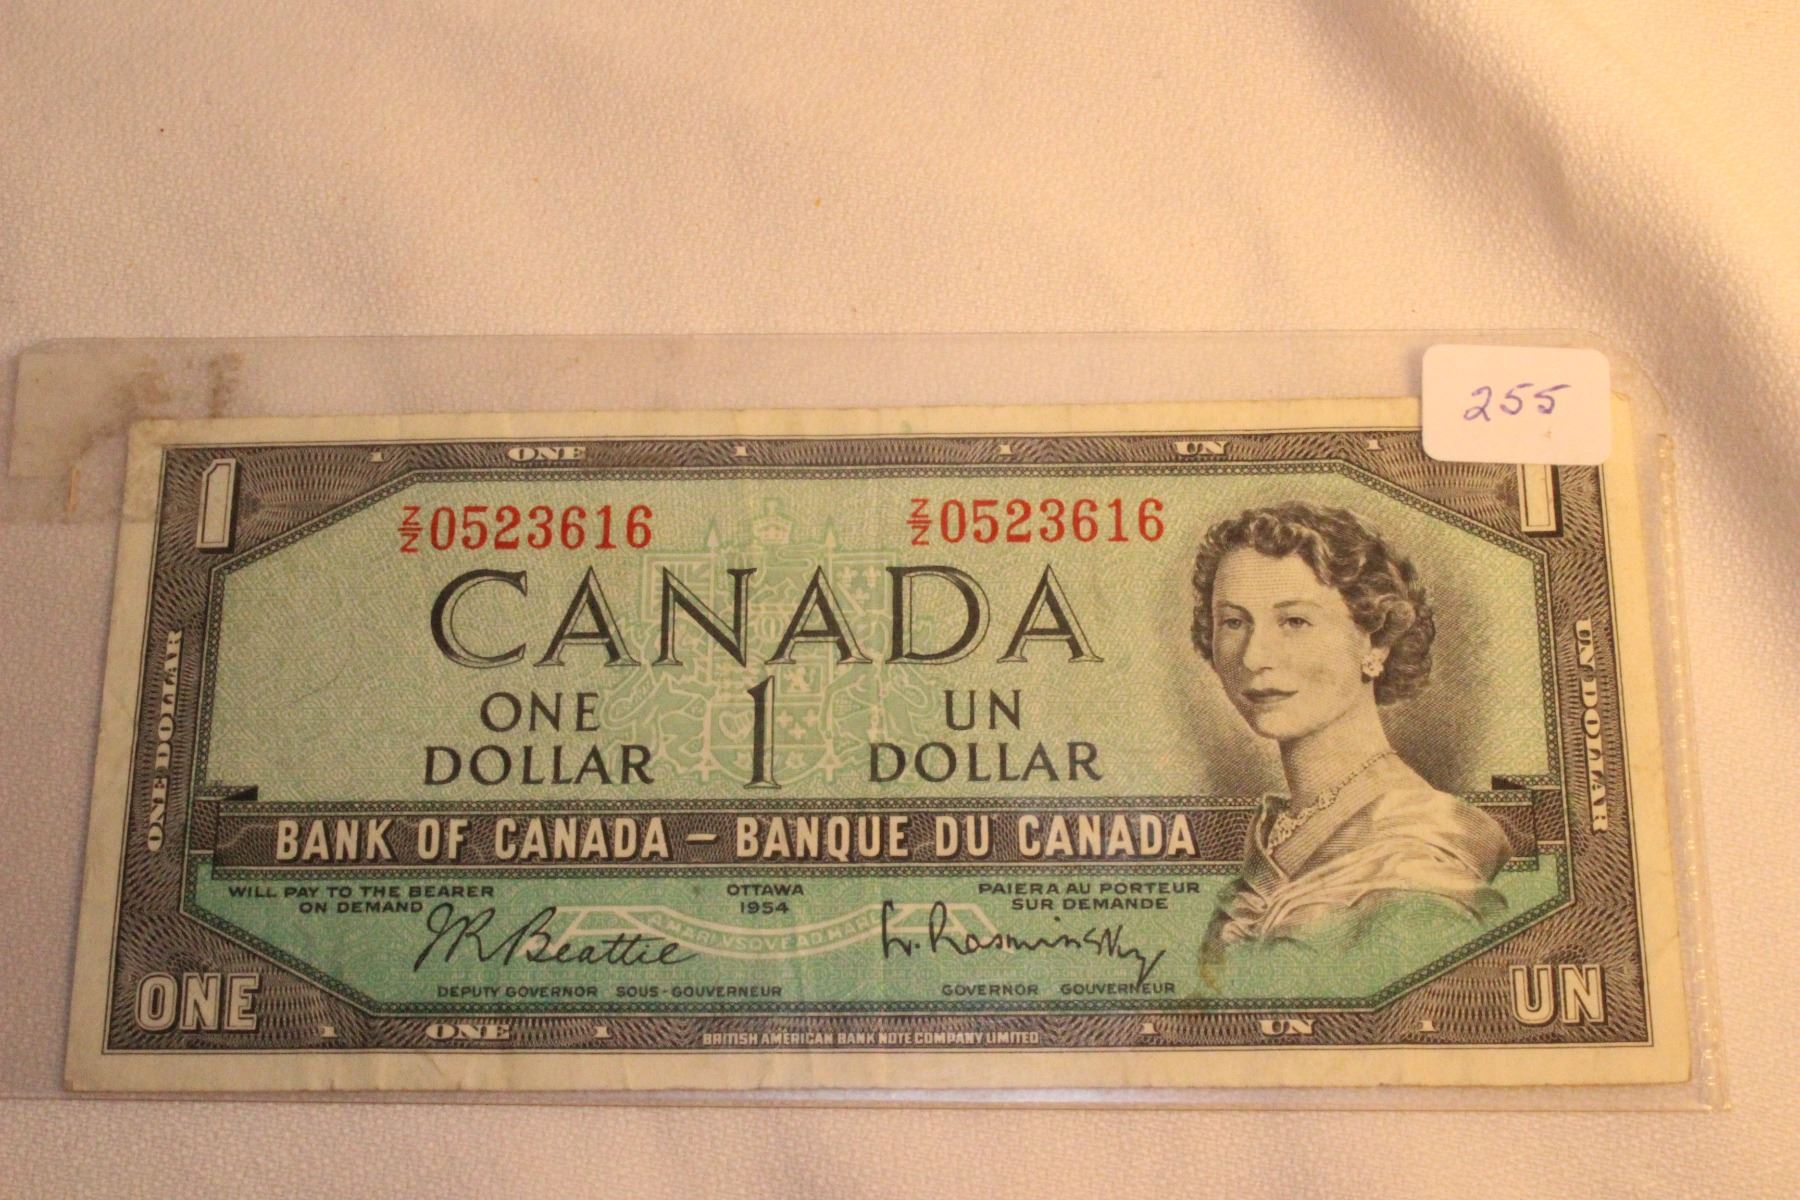 255
1 ONE 1 1 UN 1
1 1
Z/Z 0523616 Z/Z 0523616
CANADA
ONE 1 UN
DOLLAR DOLLAR
ONE DOLLAR
UN DOLLAR
BANK OF CANADA – BANQUE DU CANADA
WILL PAY TO THE BEARER OTTAWA PAIERA AU PORTEUR
ON DEMAND 1954 SUR DEMANDE
A MARI VSQVE AD MARE
JR Beattie L. Rasminsky
DEPUTY GOVERNOR SOUS-GOUVERNEUR GOVERNOR GOUVERNEUR
ONE UN
1 ONE 1 BRITISH AMERICAN BANK NOTE COMPANY LIMITED 1 UN 1